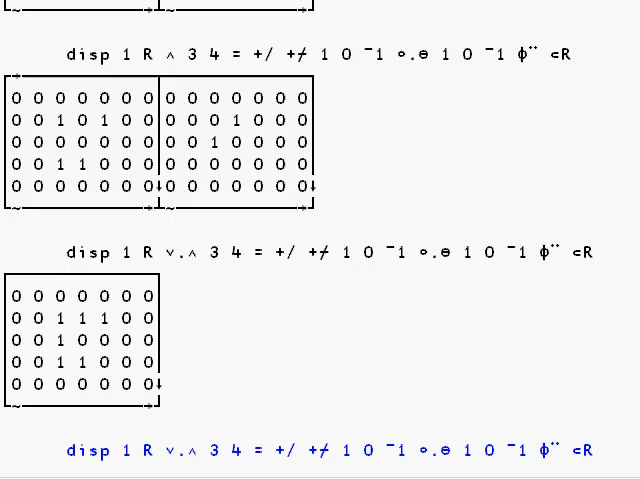 disp 1 R ∧ 3 4 = +/ +⌿ 1 0 ¯1 ∘.⊖ 1 0 ¯1 ⌽¨ ⊂R
0 0 0 0 0 0 0 0 0 0 0 0 0 0
0 0 1 0 1 0 0 0 0 0 1 0 0 0
0 0 0 0 0 0 0 0 0 1 0 0 0 0
0 0 1 1 0 0 0 0 0 0 0 0 0 0
0 0 0 0 0 0 0 0 0 0 0 0 0 0
disp 1 R ∨.∧ 3 4 = +/ +⌿ 1 0 ¯1 ∘.⊖ 1 0 ¯1 ⌽¨ ⊂R
0 0 0 0 0 0 0
0 0 1 1 1 0 0
0 0 1 0 0 0 0
0 0 1 1 0 0 0
0 0 0 0 0 0 0
disp 1 R ∨.∧ 3 4 = +/ +⌿ 1 0 ¯1 ∘.⊖ 1 0 ¯1 ⌽¨ ⊂R